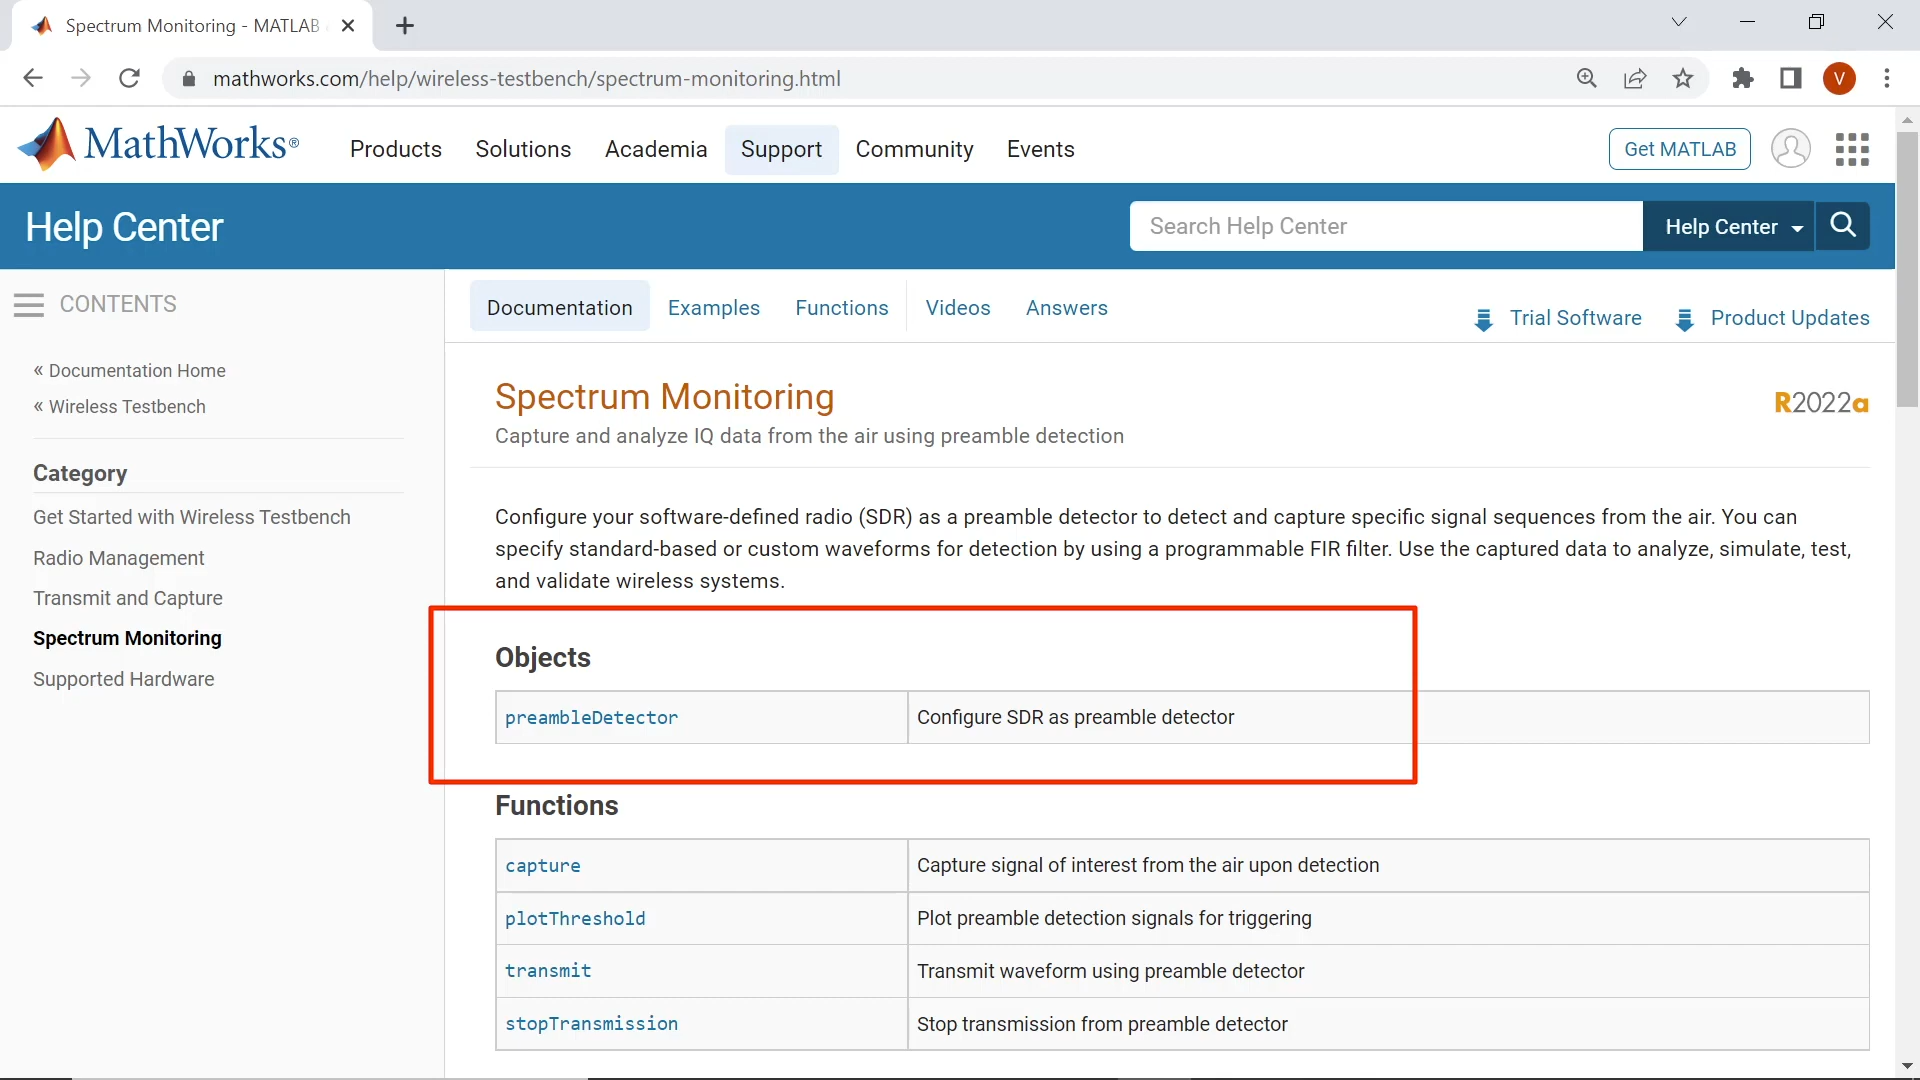 Spectrum Monitoring - MATLAB
mathworks.com/help/wireless-testbench/spectrum-monitoring.html
V
MathWorks®
Products
Solutions
Academia
Support
Community
Events
Get MATLAB
Help Center
Search Help Center
Help Center
CONTENTS
« Documentation Home
« Wireless Testbench
Category
Get Started with Wireless Testbench
Radio Management
Transmit and Capture
Spectrum Monitoring
Supported Hardware
Documentation
Examples
Functions
Videos
Answers
Trial Software
Product Updates
Spectrum Monitoring
R2022a
Capture and analyze IQ data from the air using preamble detection
Configure your software-defined radio (SDR) as a preamble detector to detect and capture specific signal sequences from the air. You can
specify standard-based or custom waveforms for detection by using a programmable FIR filter. Use the captured data to analyze, simulate, test,
and validate wireless systems.
Objects
preambleDetector Configure SDR as preamble detector
Functions
capture Capture signal of interest from the air upon detection
plotThreshold Plot preamble detection signals for triggering
transmit Transmit waveform using preamble detector
stopTransmission Stop transmission from preamble detector